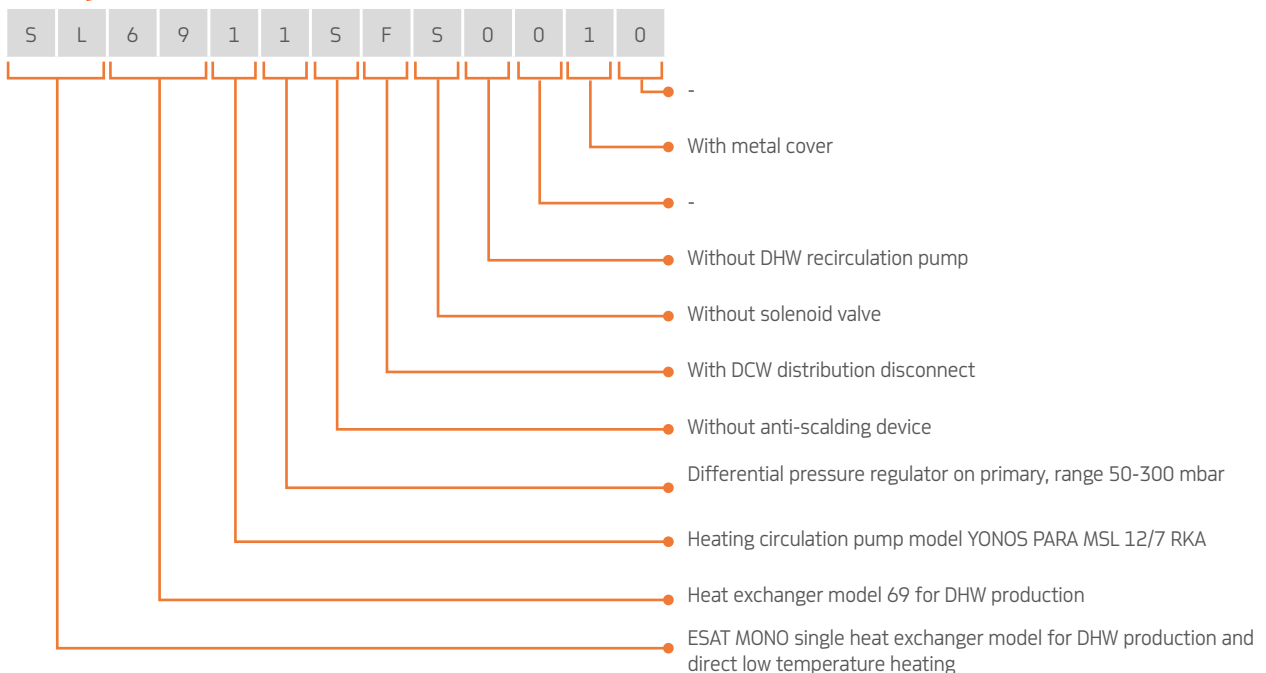 S L 6 9 1 1 S F S 0 0 1 0
-
With metal cover
-
Without DHW recirculation pump
Without solenoid valve
With DCW distribution disconnect
Without anti-scalding device
Differential pressure regulator on primary, range 50-300 mbar
Heating circulation pump model YONOS PARA MSL 12/7 RKA
Heat exchanger model 69 for DHW production
ESAT MONO single heat exchanger model for DHW production and
direct low temperature heating